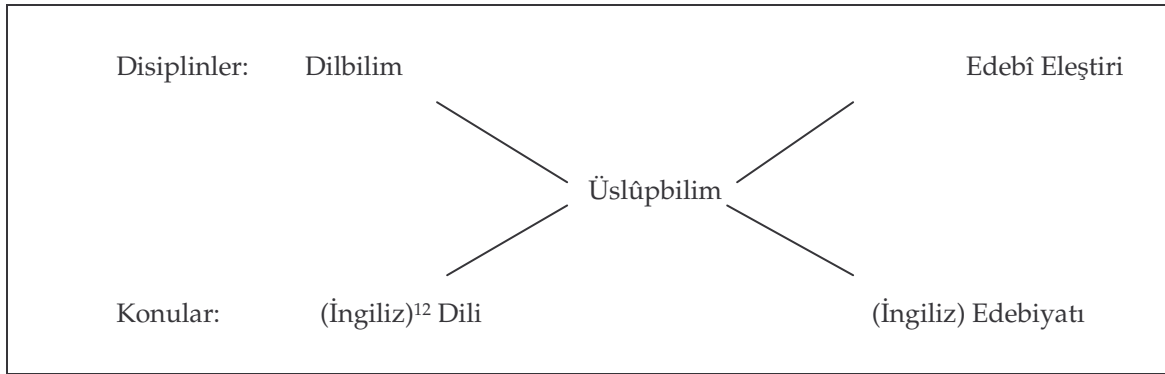 Disiplinler: Dilbilim Edebî Eleştiri
Üslûpbilim
Konular: (İngiliz)¹² Dili (İngiliz) Edebiyatı